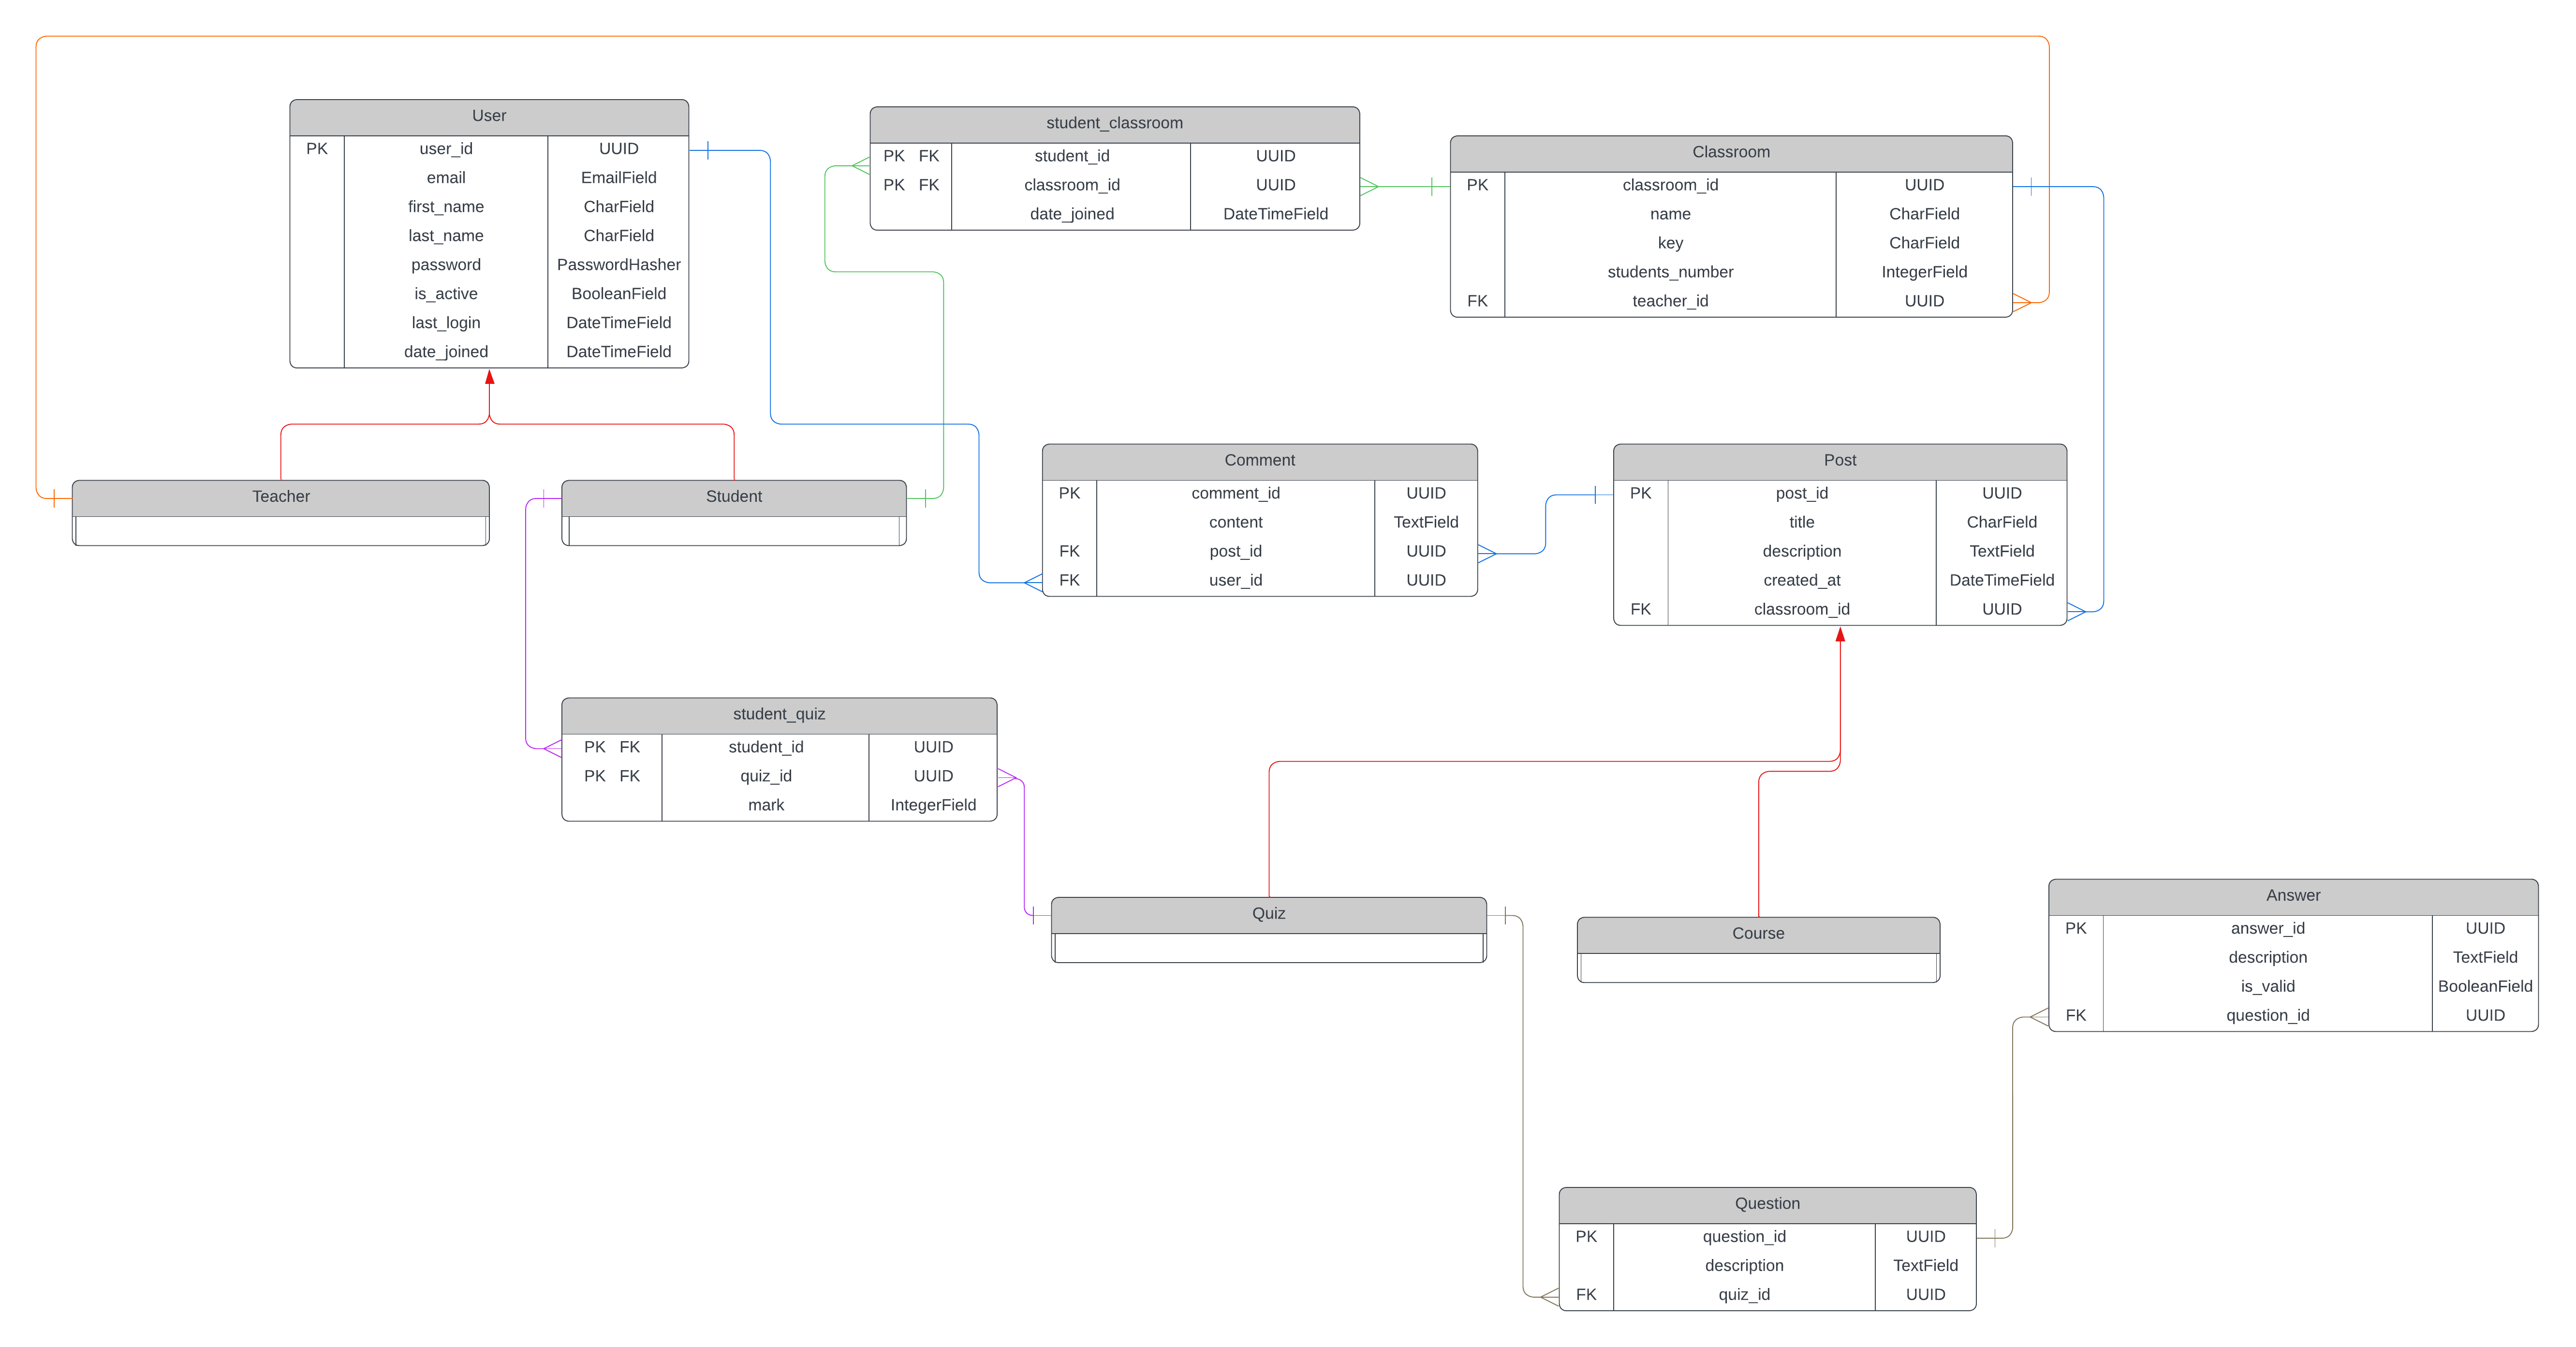 User
PK user_id UUID
email EmailField
first_name CharField
last_name CharField
password PasswordHasher
is_active BooleanField
last_login DateTimeField
date_joined DateTimeField
student_classroom
PK FK student_id UUID
PK FK classroom_id UUID
date_joined DateTimeField
Classroom
PK classroom_id UUID
name CharField
key CharField
students_number IntegerField
FK teacher_id UUID
Teacher
Student
Comment
PK comment_id UUID
content TextField
FK post_id UUID
FK user_id UUID
Post
PK post_id UUID
title CharField
description TextField
created_at DateTimeField
FK classroom_id UUID
student_quiz
PK FK student_id UUID
PK FK quiz_id UUID
mark IntegerField
Quiz
Course
Answer
PK answer_id UUID
description TextField
is_valid BooleanField
FK question_id UUID
Question
PK question_id UUID
description TextField
FK quiz_id UUID